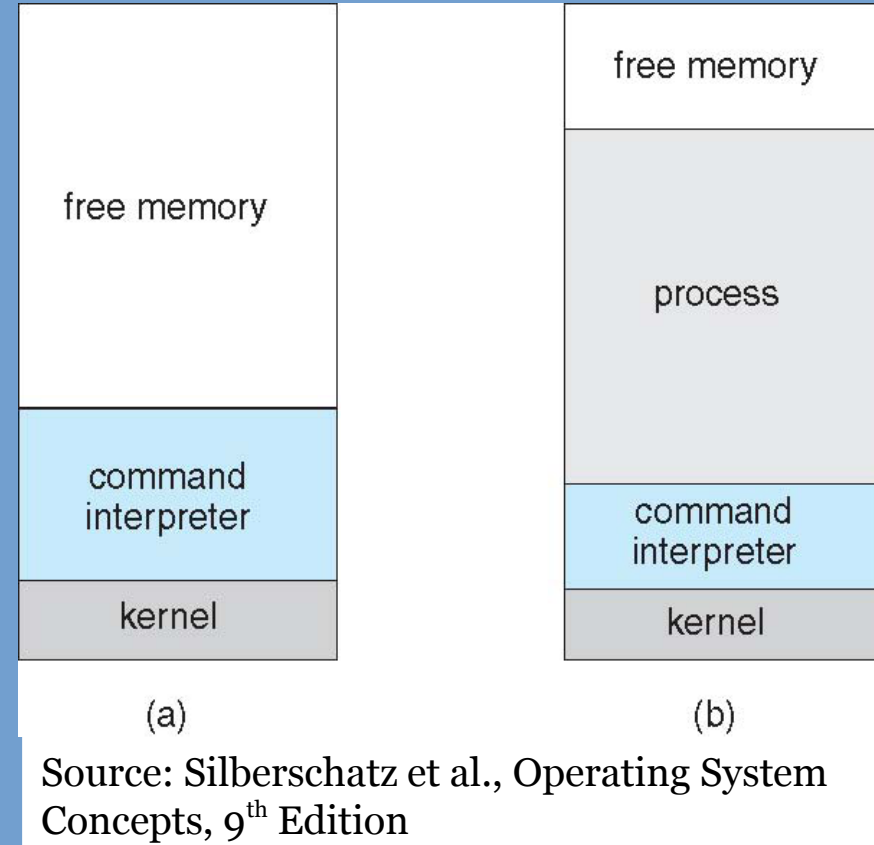 free memory
command
interpreter
kernel
(a)
free memory
process
command
interpreter
kernel
(b)
Source: Silberschatz et al., Operating System
Concepts, 9th Edition